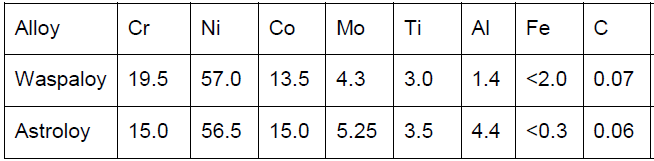 Alloy Cr Ni Co Mo Ti Al Fe C
Waspaloy 19.5 57.0 13.5 4.3 3.0 1.4 <2.0 0.07
Astroloy 15.0 56.5 15.0 5.25 3.5 4.4 <0.3 0.06